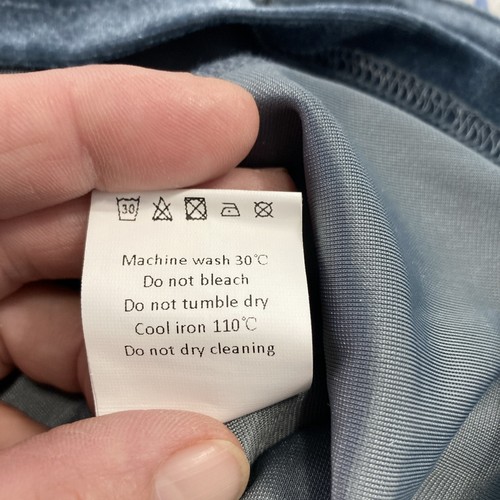 30
Machine wash 30℃
Do not bleach
Do not tumble dry
Cool iron 110℃
Do not dry cleaning